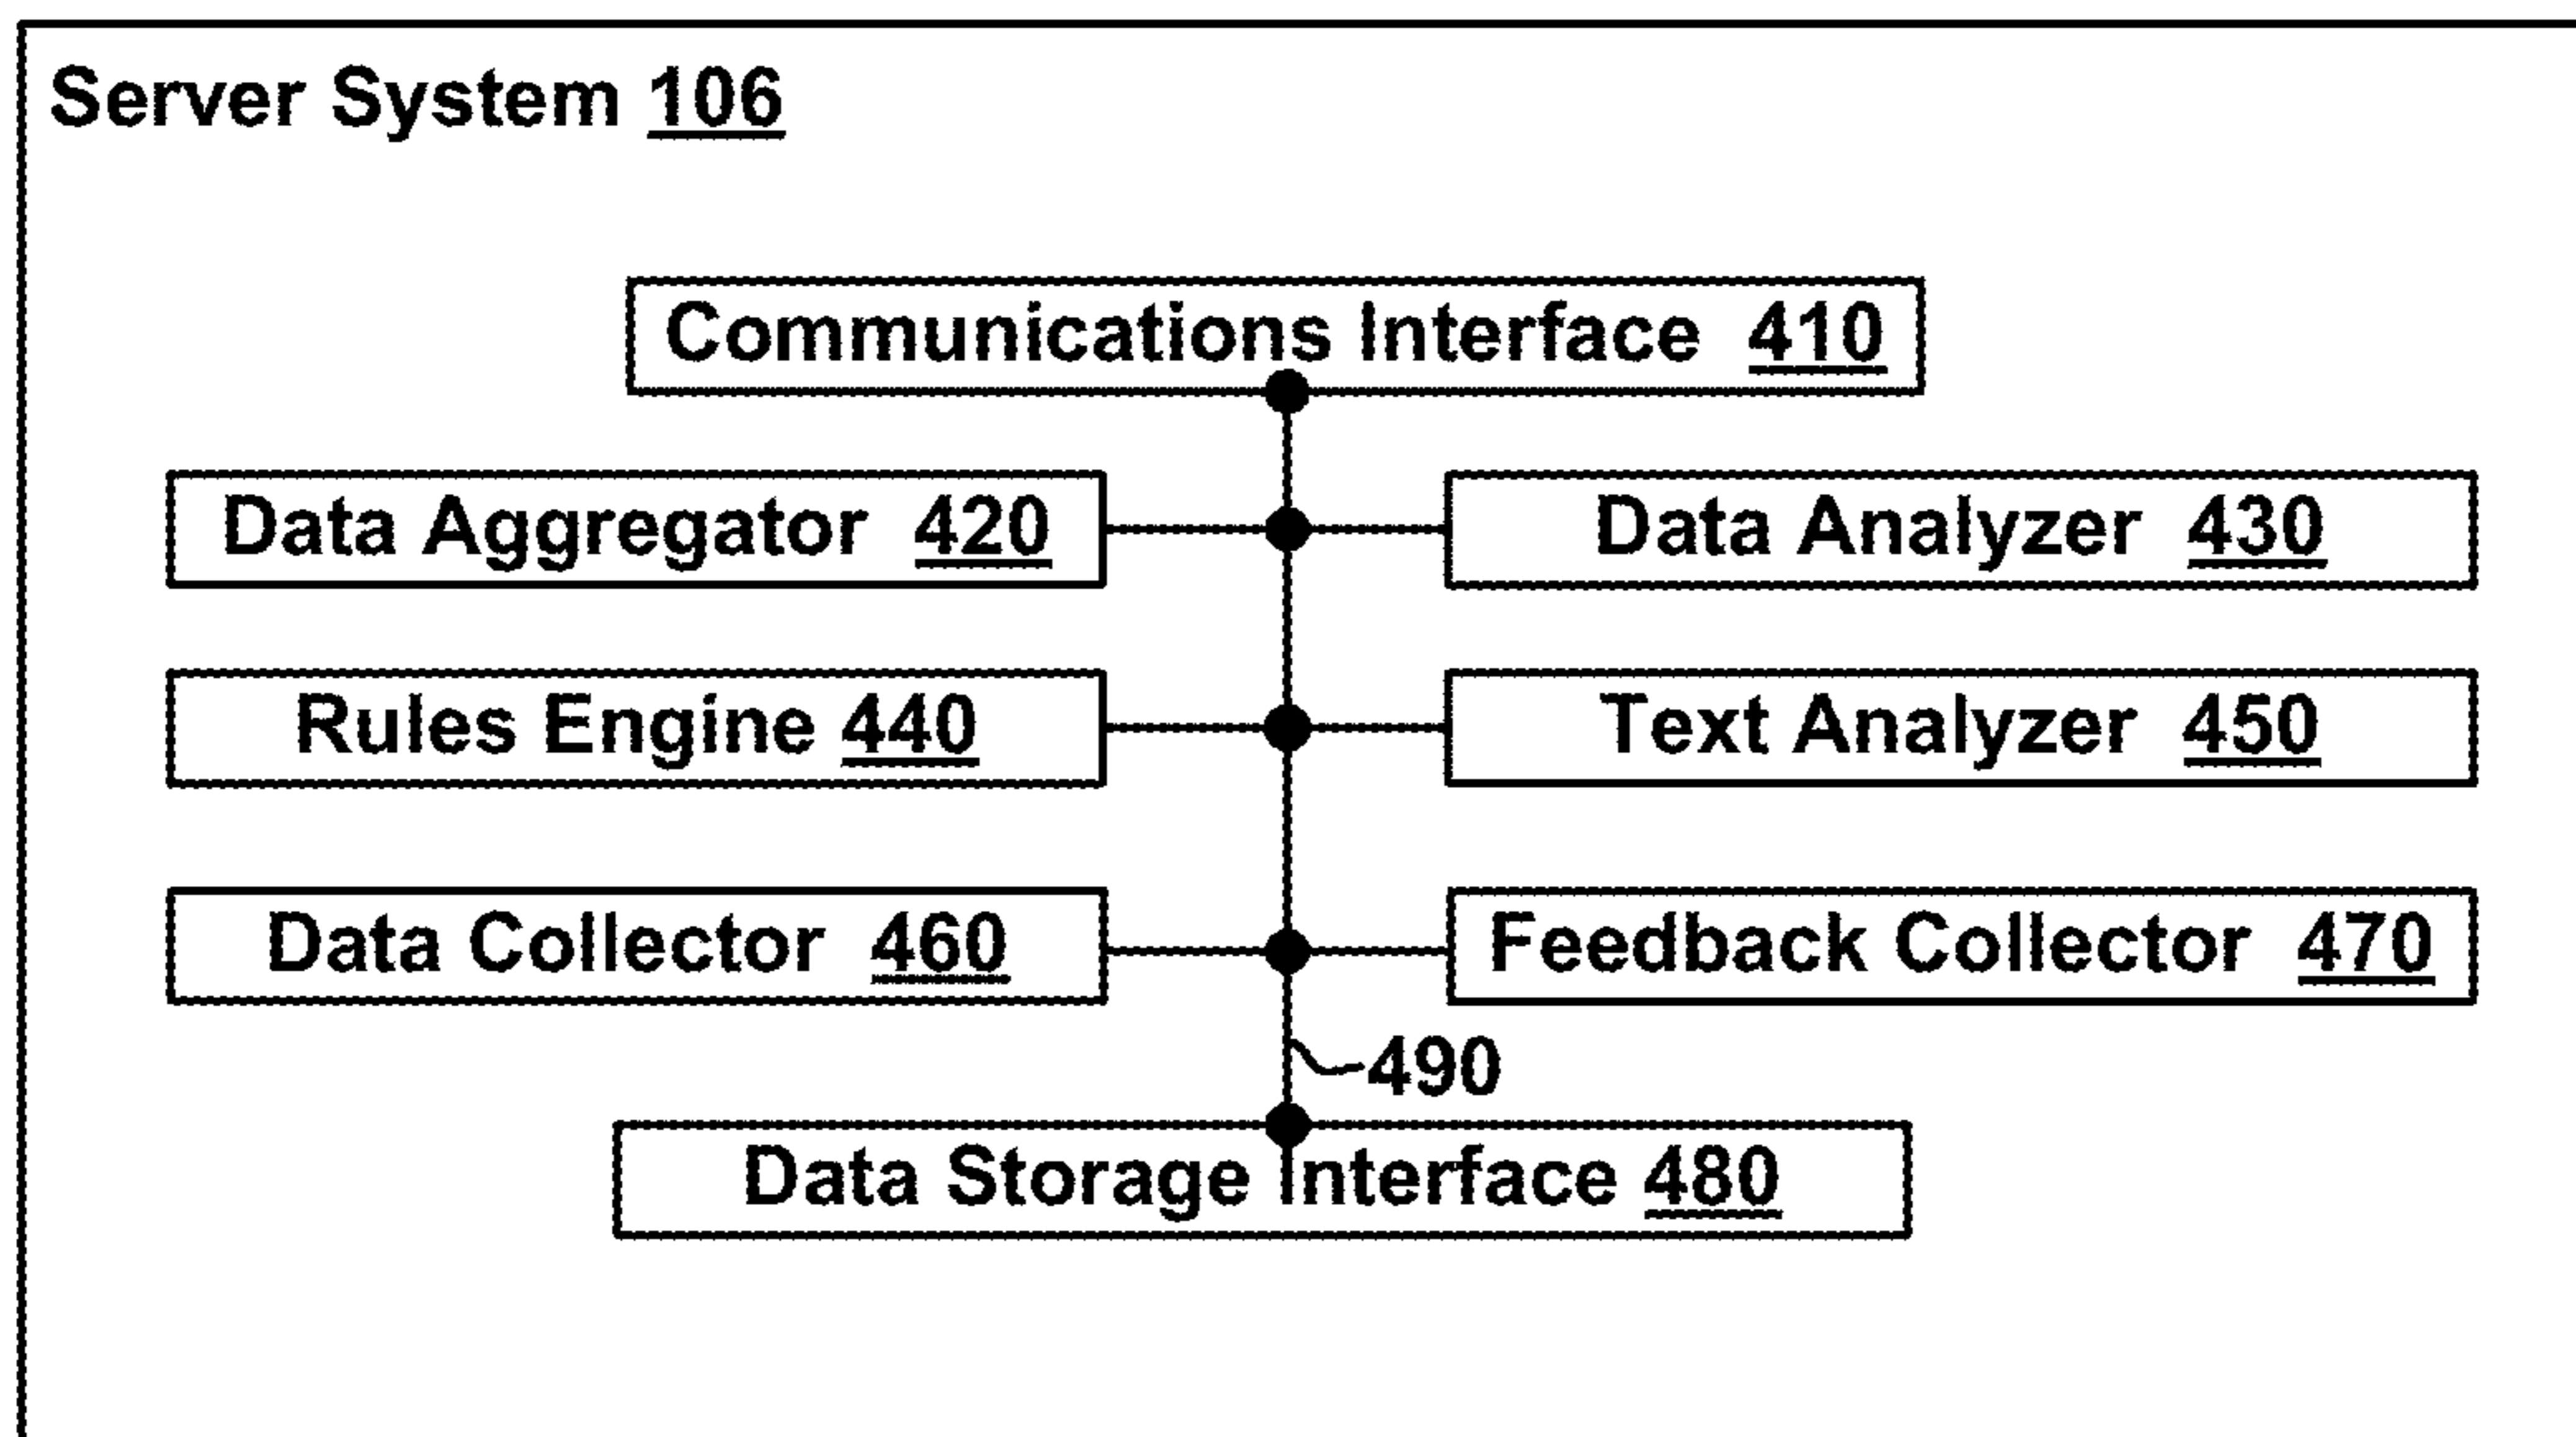 Server System 106
Communications Interface 410
Data Aggregator 420
Data Analyzer 430
Rules Engine 440
Text Analyzer 450
Data Collector 460
Feedback Collector 470
490
Data Storage Interface 480